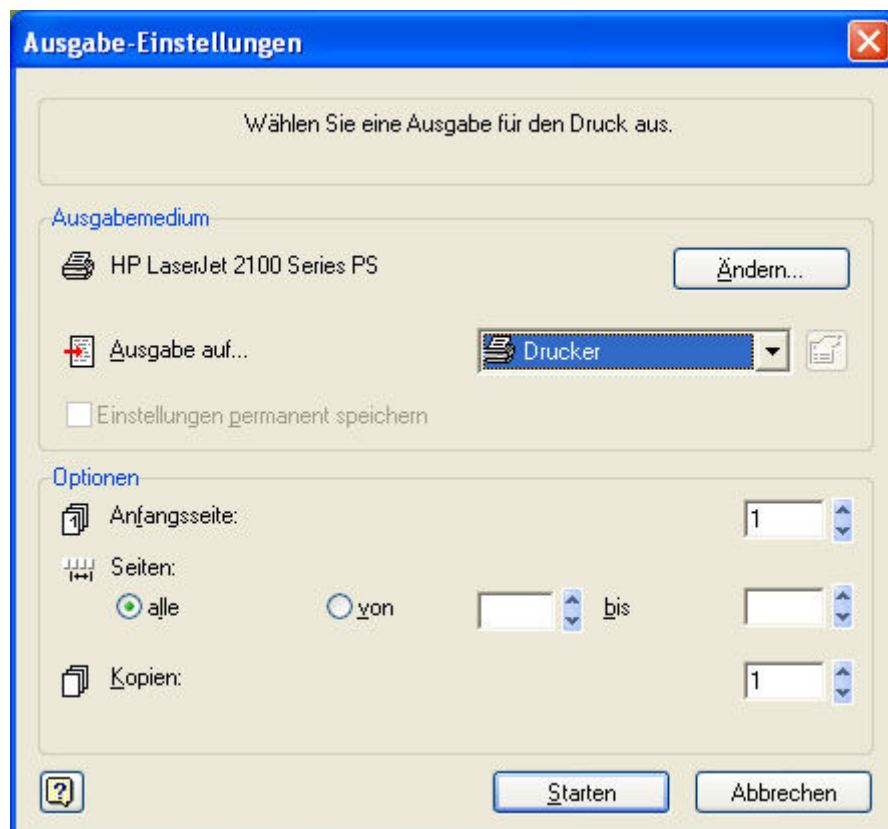 Ausgabe-Einstellungen
Wählen Sie eine Ausgabe für den Druck aus.
Ausgabemedium
HP LaserJet 2100 Series PS
Ändern...
Ausgabe auf...
Drucker
Einstellungen permanent speichern
Optionen
Anfangsseite:
1
Seiten:
alle
von
bis
Kopien:
1
?
Starten
Abbrechen